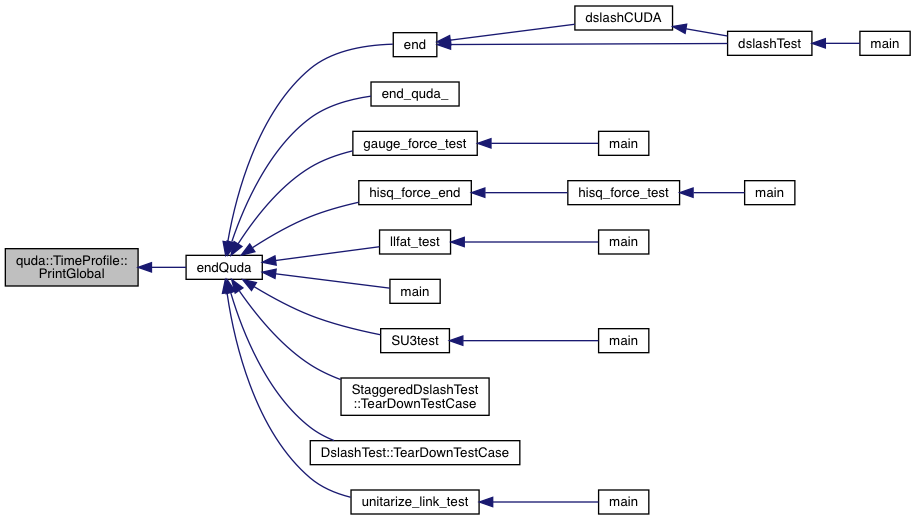 dslashCUDA
end
dslashTest
main
end_quda_
gauge_force_test
main
hisq_force_end
hisq_force_test
main
llfat_test
main
quda::TimeProfile::
PrintGlobal
endQuda
main
SU3test
main
StaggeredDslashTest
::TearDownTestCase
DslashTest::TearDownTestCase
unitarize_link_test
main